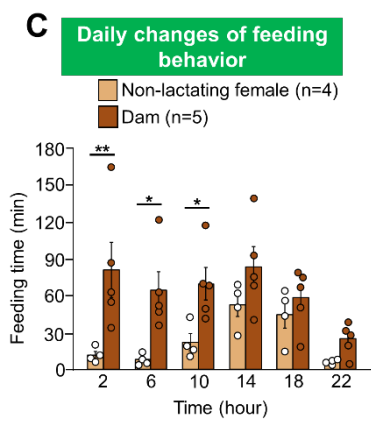 C
Daily changes of feeding
behavior
Non-lactating female (n=4)
Dam (n=5)
Feeding time (min)
180
150
120
90
60
30
0
**
*
*
2 6 10 14 18 22
Time (hour)